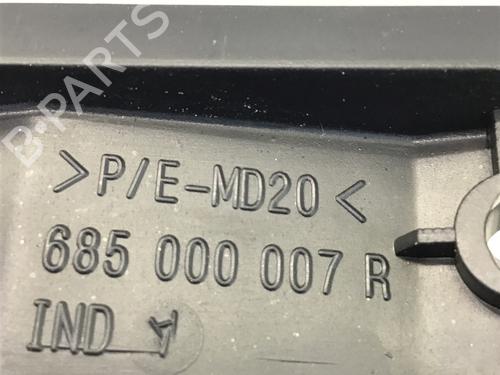 B-PARTS
>P/E-MD20<
685 000 007 R
IND A